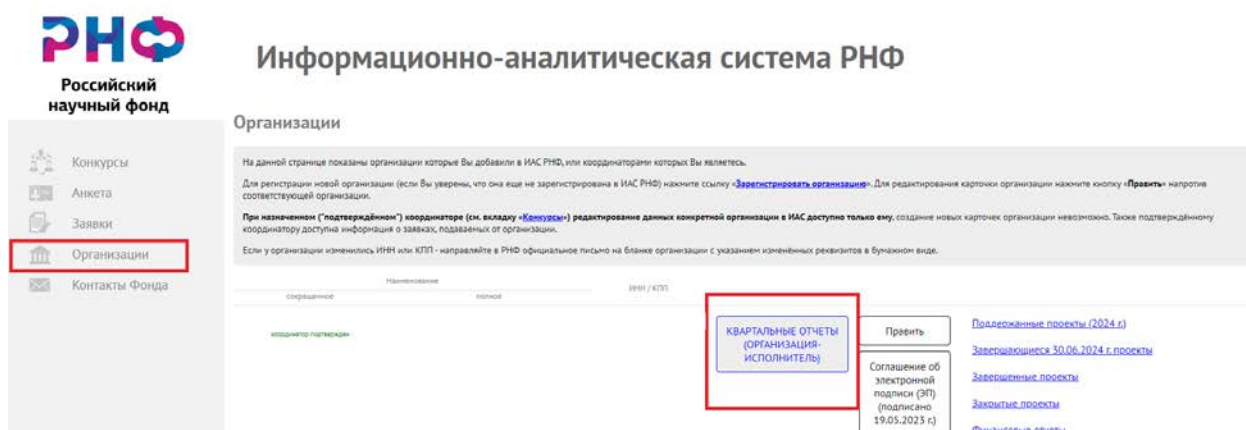 РНФ
Российский
научный фонд
Информационно-аналитическая система РНФ
Конкурсы
Анкета
Заявки
Организации
Контакты Фонда
Организации
На данной странице показаны организации которые Вы добавили в ИАС РНФ, или координаторами которых Вы являетесь.
Для регистрации новой организации (если Вы уверены, что она еще не зарегистрирована в ИАС РНФ) нажмите ссылку «Зарегистрировать организацию». Для редактирования карточки организации нажмите кнопку «Править» напротив
соответствующей организации.
При назначенном ("подтверждённом") координаторе (см. вкладку «Конкурсы») редактирование данных конкретной организации в ИАС доступно только ему, создание новых карточек организации невозможно. Также подтверждённому
координатору доступна информация о заявках, подаваемых от организации.
Если у организации изменились ИНН или КПП - направляйте в РНФ официальное письмо на бланке организации с указанием изменённых реквизитов в бумажном виде.
Наименование
ИНН / КПП
сокращенное полное
координатор подтвержден
КВАРТАЛЬНЫЕ ОТЧЕТЫ
(ОРГАНИЗАЦИЯ-
ИСПОЛНИТЕЛЬ)
Править
Соглашение об
электронной
подписи (ЭП)
(подписано
19.05.2023 г.)
Поддержанные проекты (2024 г.)
Завершающиеся 30.06.2024 г. проекты
Завершенные проекты
Закрытые проекты
Финансовые отчеты